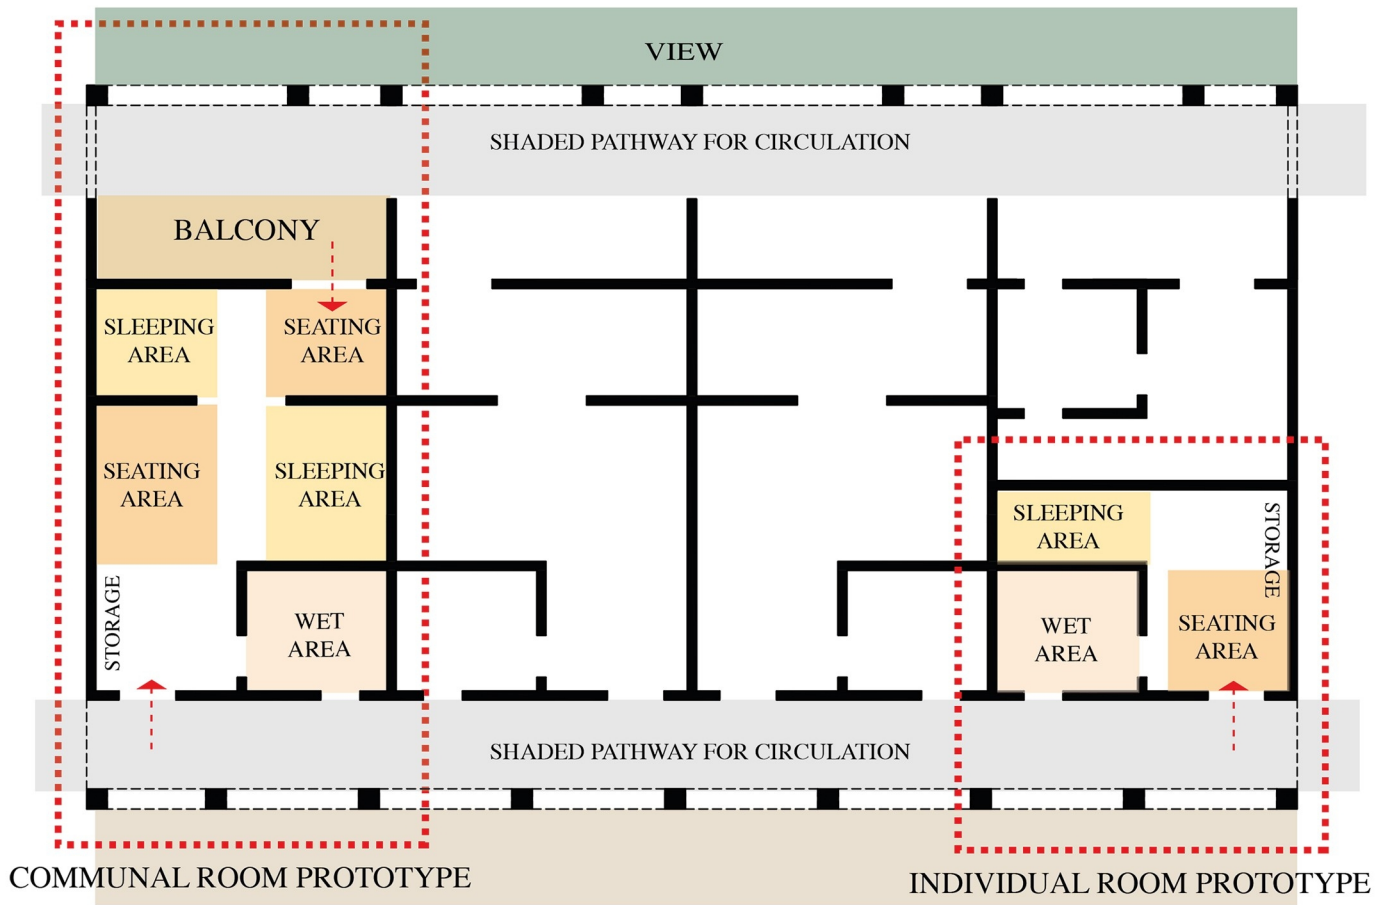 VIEW
SHADED PATHWAY FOR CIRCULATION
BALCONY
SLEEPING
AREA
SEATING
AREA
SEATING
AREA
SLEEPING
AREA
STORAGE
WET
AREA
SLEEPING
AREA
STORAGE
WET
AREA
SEATING
AREA
SHADED PATHWAY FOR CIRCULATION
COMMUNAL ROOM PROTOTYPE
INDIVIDUAL ROOM PROTOTYPE